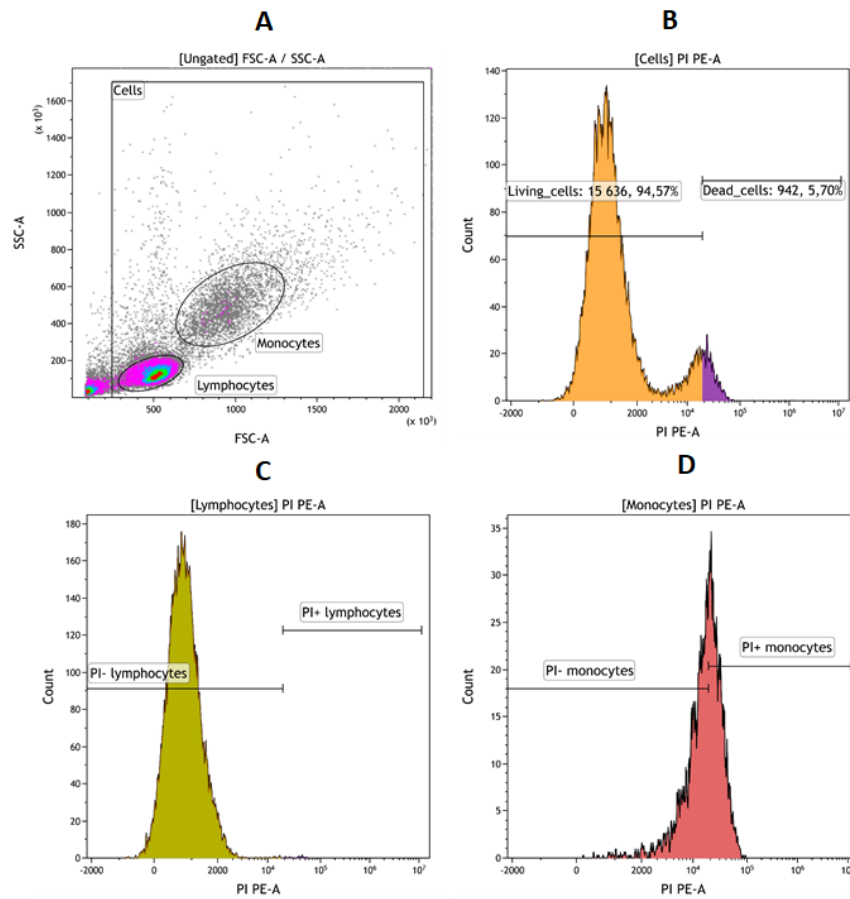 A
[Ungated] FSC-A / SSC-A
Cells
(x 10³)
1600
1400
1200
1000
800
600
400
200
SSC-A
Monocytes
Lymphocytes
500
1000
1500
2000
(x 10³)
FSC-A
B
[Cells] PI PE-A
140
120
100
80
60
40
20
0
Count
Living_cells: 15 636, 94,57%
Dead_cells: 942, 5,70%
-2000
0
2000
10⁴
10⁵
10⁶
10⁷
PI PE-A
C
[Lymphocytes] PI PE-A
180
160
140
120
100
80
60
40
20
0
Count
PI+ lymphocytes
PI- lymphocytes
-2000
0
2000
10⁴
10⁵
10⁶
10⁷
PI PE-A
D
[Monocytes] PI PE-A
35
30
25
20
15
10
5
0
Count
PI+ monocytes
PI- monocytes
-2000
0
2000
10⁴
10⁵
10⁶
PI PE-A